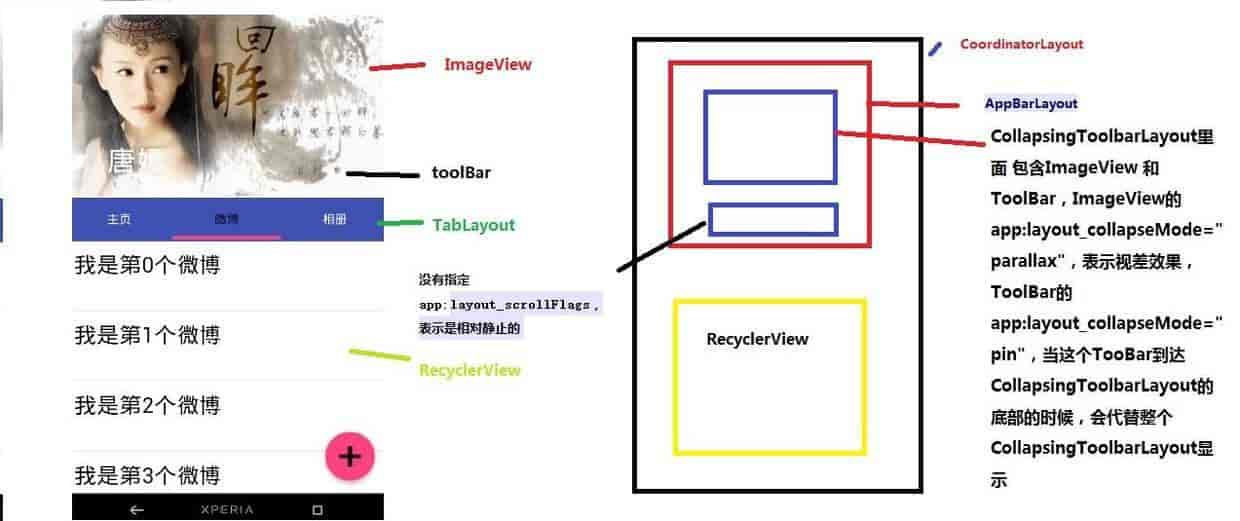 回
眸
ImageView
唐嫣
toolBar
主页 微博 相册
TabLayout
我是第0个微博
我是第1个微博
我是第2个微博
我是第3个微博
没有指定
app:layout_scrollFlags,
表示是相对静止的
RecyclerView
XPERIA
RecyclerView
CoordinatorLayout
AppBarLayout
CollapsingToolbarLayout里
面 包含ImageView 和
ToolBar，ImageView的
app:layout_collapseMode="
parallax"，表示视差效果，
ToolBar的
app:layout_collapseMode="
pin"，当这个TooBar到达
CollapsingToolbarLayout的
底部的时候，会代替整个
CollapsingToolbarLayout显
示